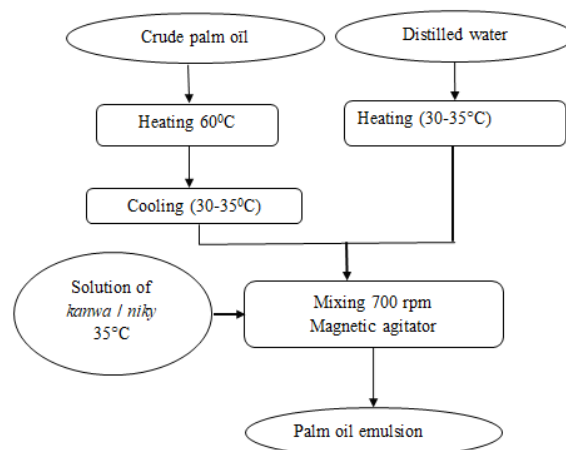 Crude palm oil
Distilled water
Heating 60⁰C
Heating (30-35°C)
Cooling (30-35⁰C)
Solution of
kanwa / niky
35°C
Mixing 700 rpm
Magnetic agitator
Palm oil emulsion